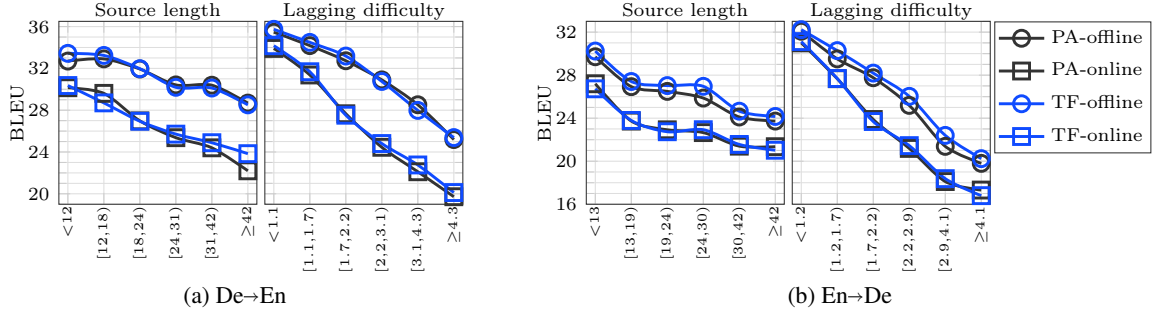 Source length
Lagging difficulty
BLEU
36
32
28
24
20
<12
[12,18)
[18,24)
[24,31)
[31,42)
≥42
<1.1
[1.1,1.7)
[1.7,2.2)
[2.2,3.1)
[3.1,4.3)
≥4.3
(a) De→En
Source length
Lagging difficulty
BLEU
32
28
24
20
16
<13
[13,19)
[19,24)
[24,30)
[30,42)
≥42
<1.2
[1.2,1.7)
[1.7,2.2)
[2.2,2.9)
[2.9,4.1)
≥4.1
(b) En→De
PA-offline
PA-online
TF-offline
TF-online